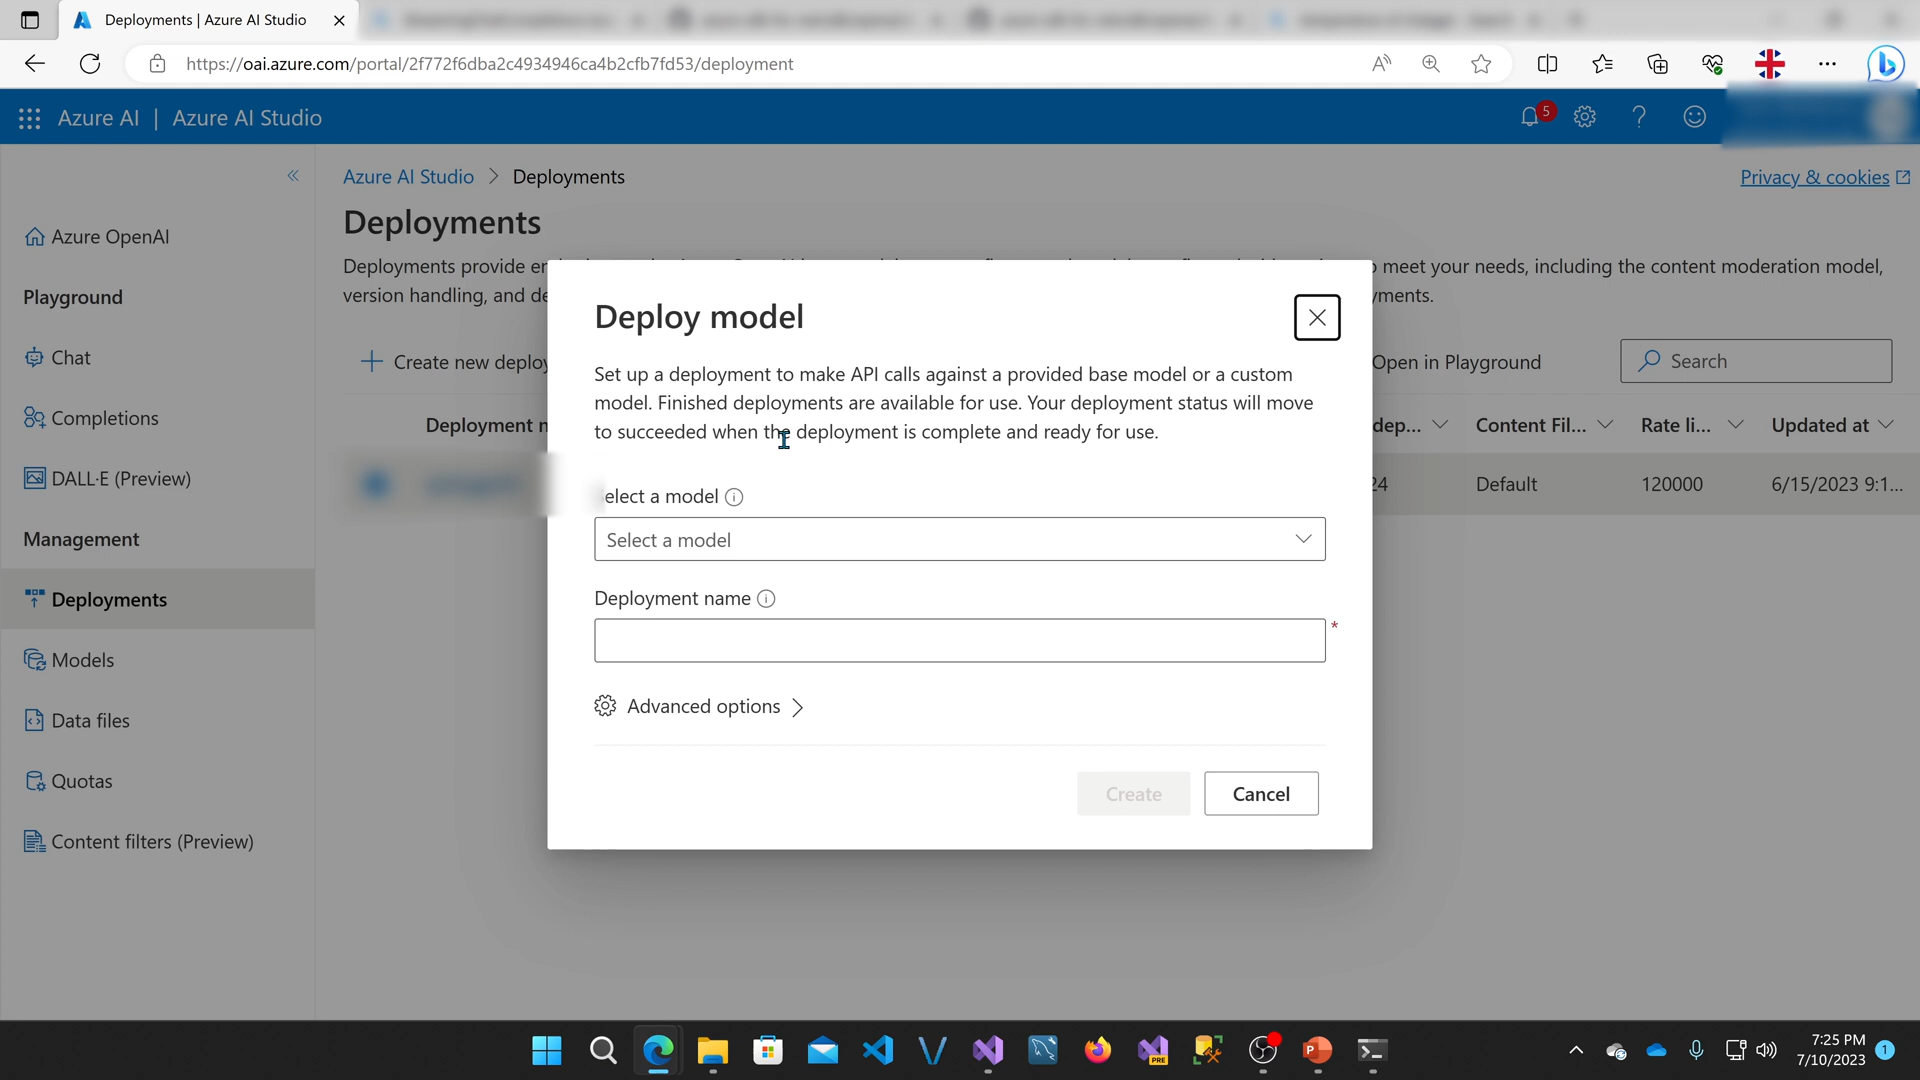 Deployments | Azure AI Studio
https://oai.azure.com/portal/2f772f6dba2c4934946ca4b2cfb7fd53/deployment
Azure AI | Azure AI Studio
5
Azure AI Studio > Deployments
Privacy & cookies
Deployments
Deployments provide
meet your needs, including the content moderation model,
version handling, and
Azure OpenAI
Playground
Chat
Completions
DALL·E (Preview)
Management
Deployments
Models
Data files
Quotas
Content filters (Preview)
Create new deploy
Open in Playground
Search
Deployment n
dep...
Content Fil...
Rate li...
Updated at
24
Default
120000
6/15/2023 9:1...
Deploy model
Set up a deployment to make API calls against a provided base model or a custom
model. Finished deployments are available for use. Your deployment status will move
to succeeded when the deployment is complete and ready for use.
elect a model
Select a model
Deployment name
*
Advanced options
Create
Cancel
PRE
7:25 PM
7/10/2023
1